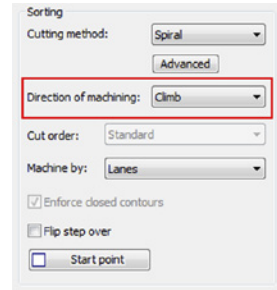 Sorting
Cutting method: Spiral
Advanced
Direction of machining: Climb
Cut order: Standard
Machine by: Lanes
Enforce closed contours
Flip step over
Start point